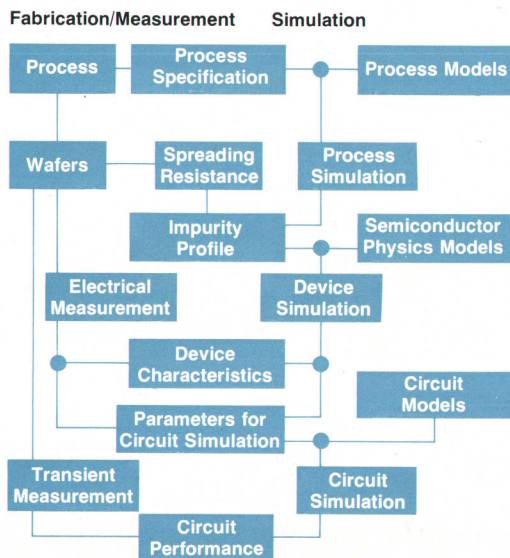 Fabrication/Measurement Simulation
Process
Process
Specification
Process Models
Wafers
Spreading
Resistance
Process
Simulation
Impurity
Profile
Semiconductor
Physics Models
Electrical
Measurement
Device
Simulation
Device
Characteristics
Circuit
Models
Parameters for
Circuit Simulation
Transient
Measurement
Circuit
Simulation
Circuit
Performance